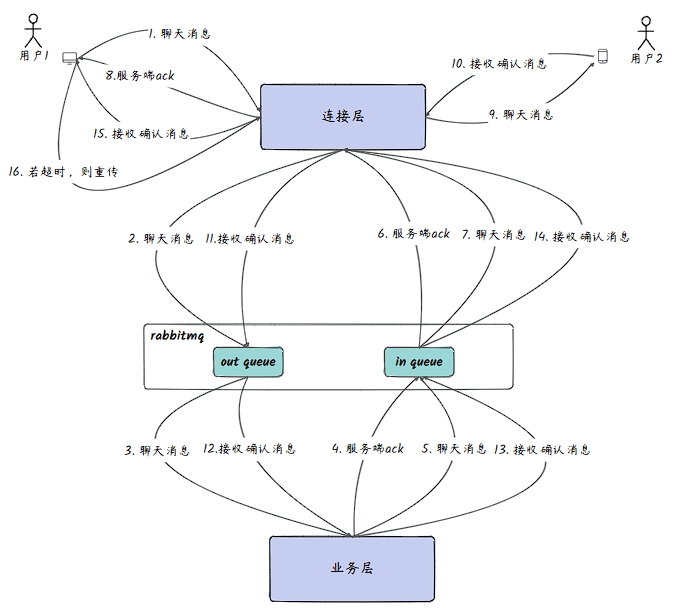 1. 聊天消息
用户1
用户2
8.服务端ack
10. 接收确认消息
9. 聊天消息
连接层
15. 接收确认消息
16. 若超时，则重传
2. 聊天消息
11.接收确认消息
6. 服务端ack
7. 聊天消息
14. 接收确认消息
rabbitmq
out queue
in queue
3. 聊天消息
12.接收确认消息
4. 服务端ack
5. 聊天消息
13. 接收确认消息
业务层